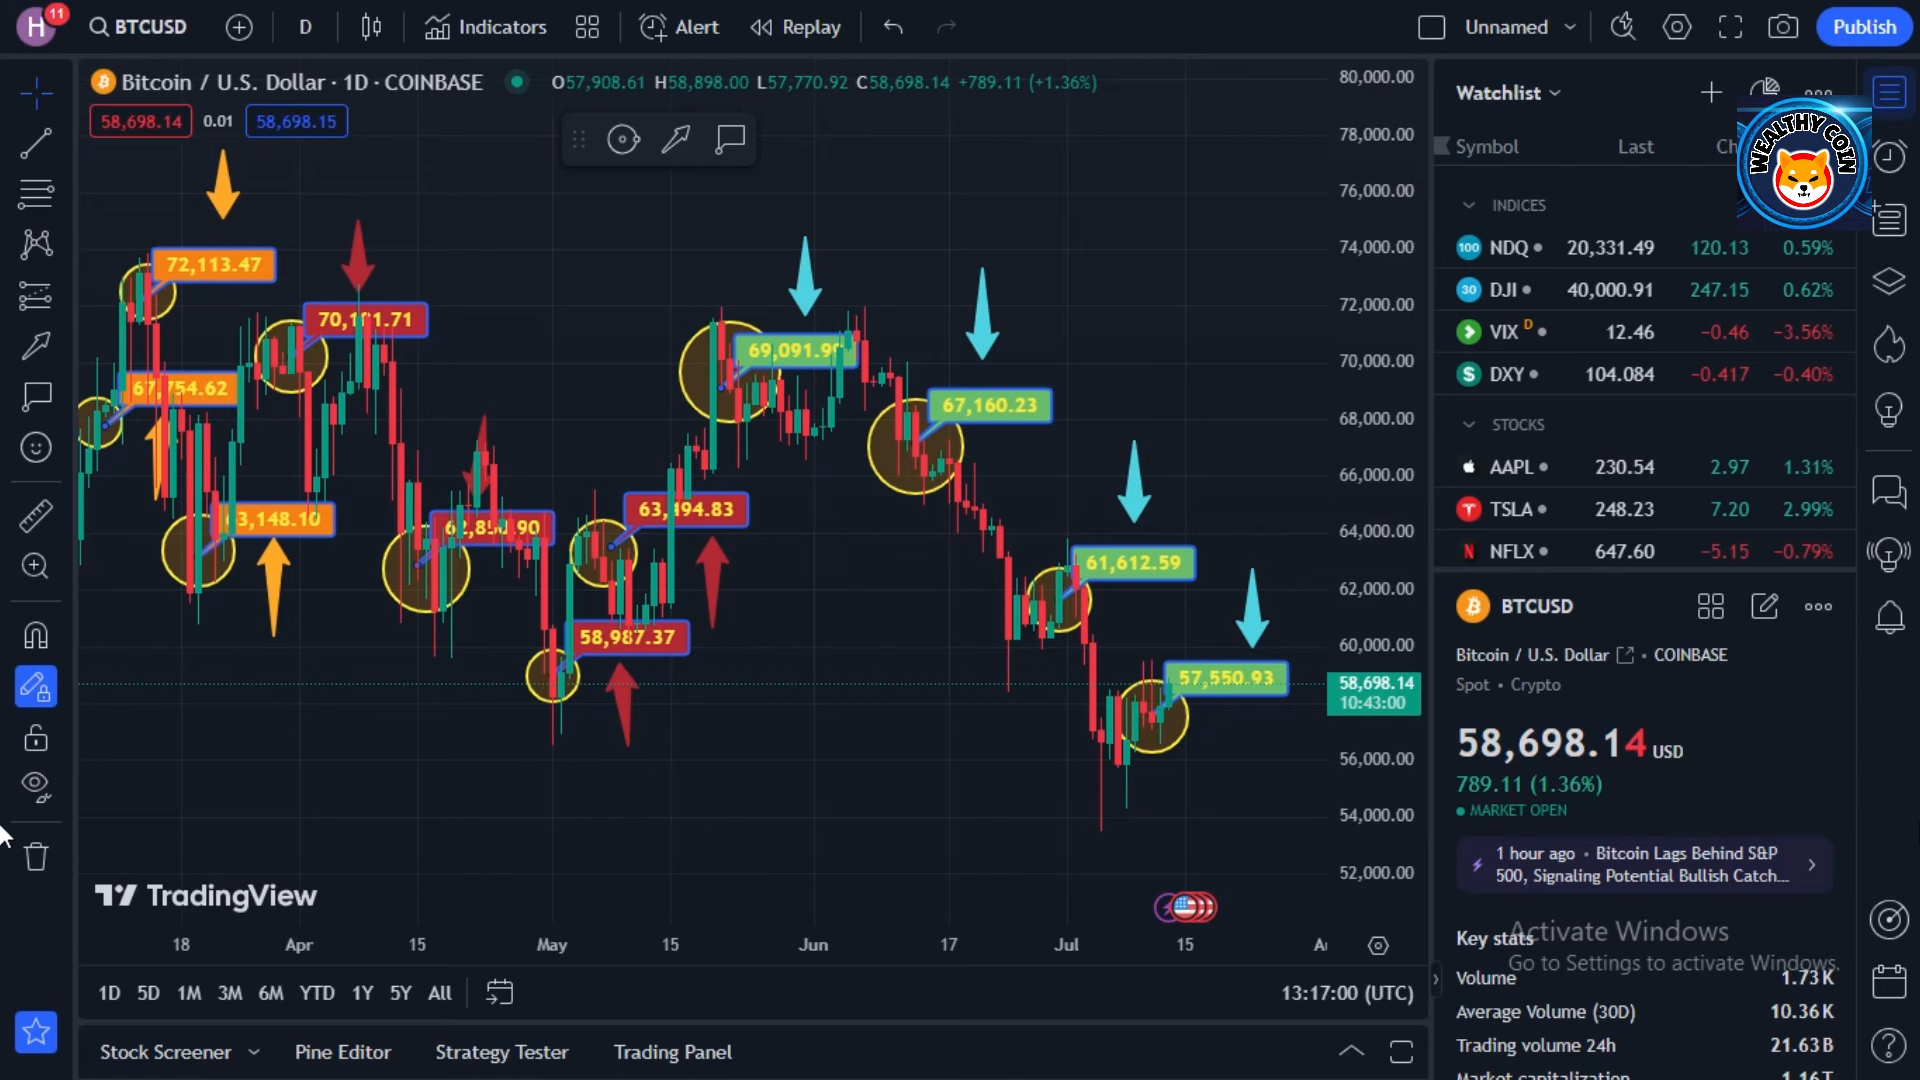 H
11
BTCUSD
D
Indicators
Alert
Replay
Unnamed
Publish
Bitcoin / U.S. Dollar · 1D · COINBASE
O57,908.61 H58,898.00 L57,770.92 C58,698.14 +789.11 (+1.36%)
58,698.14
0.01
58,698.15
72,113.47
67,754.62
63,148.10
58,987.37
69,091.99
67,160.23
61,612.59
57,550.93
80,000.00
78,000.00
76,000.00
74,000.00
72,000.00
70,000.00
68,000.00
66,000.00
64,000.00
62,000.00
60,000.00
58,698.14
10:43:00
56,000.00
54,000.00
52,000.00
TradingView
18
Apr
15
May
15
Jun
17
Jul
15
1D 5D 1M 3M 6M YTD 1Y 5Y All
13:17:00 (UTC)
Stock Screener
Pine Editor
Strategy Tester
Trading Panel
Watchlist
WEALTHY COIN
Symbol Last Ch
INDICES
100 NDQ 20,331.49 120.13 0.59%
30 DJI 40,000.91 247.15 0.62%
VIX D 12.46 −0.46 −3.56%
S DXY 104.084 −0.417 −0.40%
STOCKS
AAPL 230.54 2.97 1.31%
TSLA 248.23 7.20 2.99%
N NFLX 647.60 −5.15 −0.79%
BTCUSD
Bitcoin / U.S. Dollar • COINBASE
Spot • Crypto
58,698.14 USD
789.11 (1.36%)
MARKET OPEN
1 hour ago • Bitcoin Lags Behind S&P
500, Signaling Potential Bullish Catch...
Activate Windows
Go to Settings to activate Windows.
Key stats
Volume 1.73K
Average Volume (30D) 10.36K
Trading volume 24h 21.63B
Market capitalization 1.16T